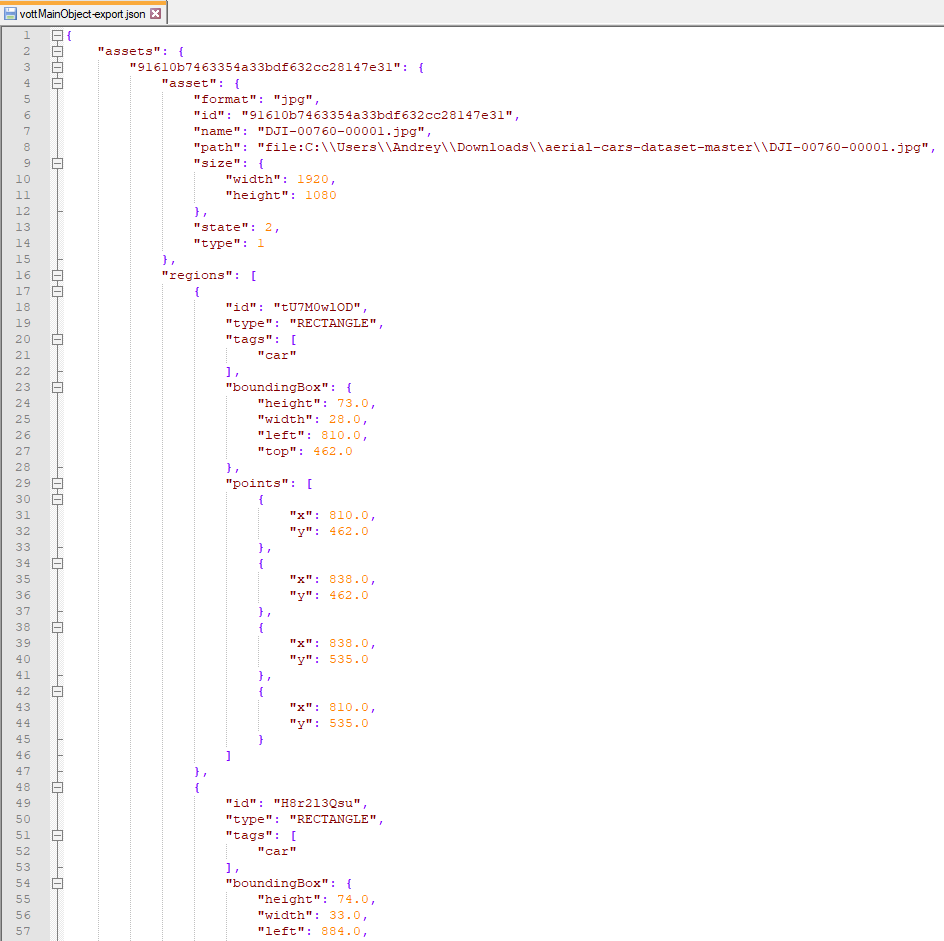 vottMainObject-export.json
1 {
2 "assets": {
3 "91610b7463354a33bdf632cc28147e31": {
4 "asset": {
5 "format": "jpg",
6 "id": "91610b7463354a33bdf632cc28147e31",
7 "name": "DJI-00760-00001.jpg",
8 "path": "file:C:\\Users\\Andrey\\Downloads\\aerial-cars-dataset-master\\DJI-00760-00001.jpg",
9 "size": {
10 "width": 1920,
11 "height": 1080
12 },
13 "state": 2,
14 "type": 1
15 },
16 "regions": [
17 {
18 "id": "tU7M0wlOD",
19 "type": "RECTANGLE",
20 "tags": [
21 "car"
22 ],
23 "boundingBox": {
24 "height": 73.0,
25 "width": 28.0,
26 "left": 810.0,
27 "top": 462.0
28 },
29 "points": [
30 {
31 "x": 810.0,
32 "y": 462.0
33 },
34 {
35 "x": 838.0,
36 "y": 462.0
37 },
38 {
39 "x": 838.0,
40 "y": 535.0
41 },
42 {
43 "x": 810.0,
44 "y": 535.0
45 }
46 ]
47 },
48 {
49 "id": "H8r2l3Qsu",
50 "type": "RECTANGLE",
51 "tags": [
52 "car"
53 ],
54 "boundingBox": {
55 "height": 74.0,
56 "width": 33.0,
57 "left": 884.0,